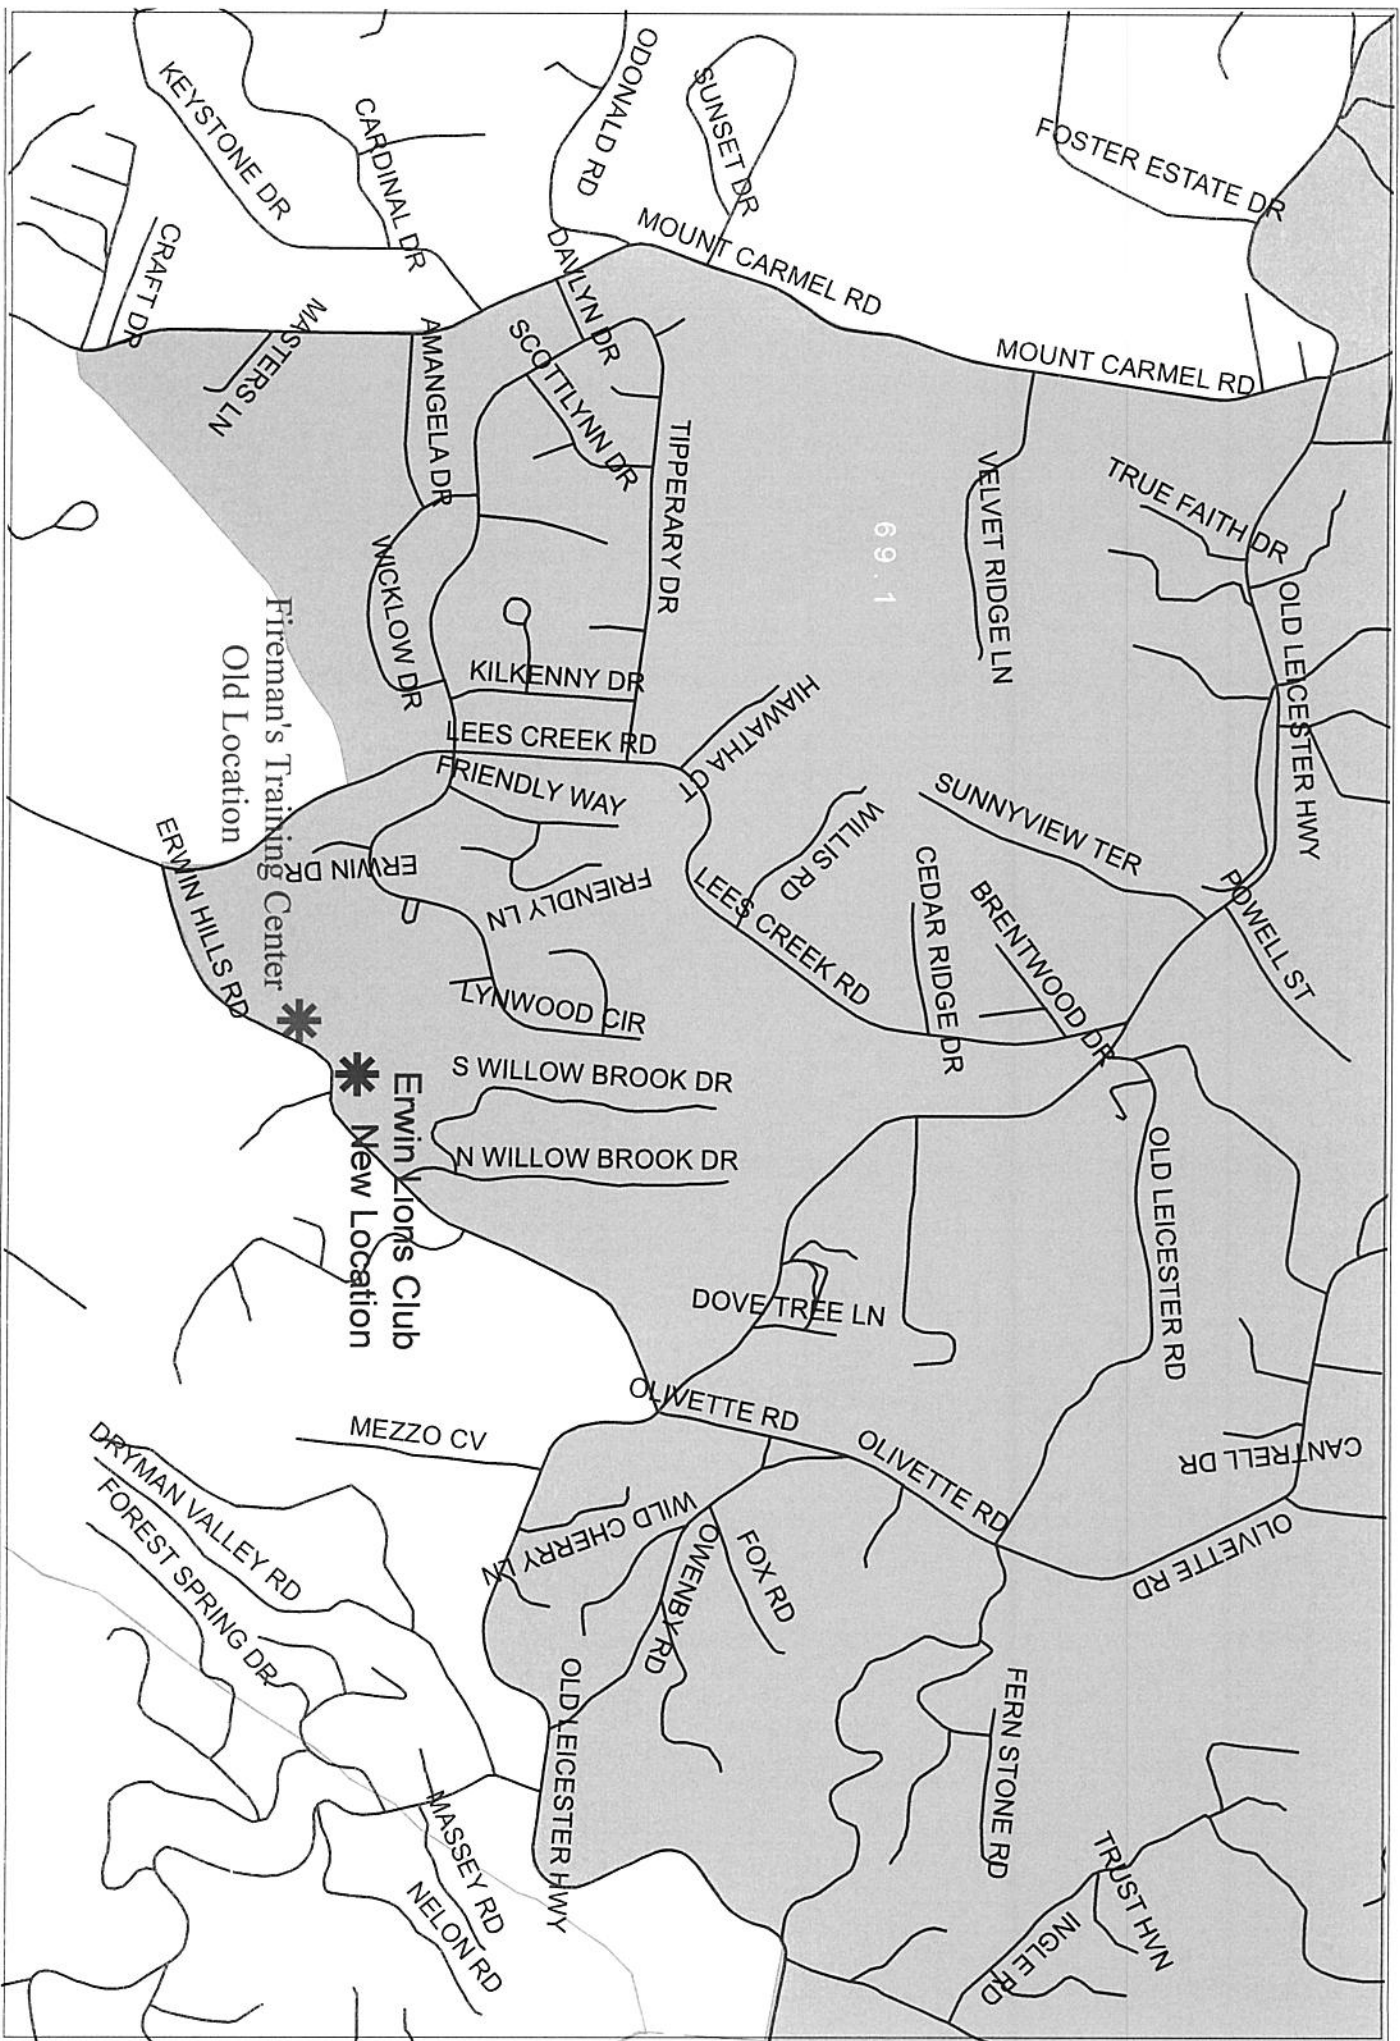 KEYSTONE DR
CARDINAL DR
ODONALD RD
SUNSET DR
FOSTER ESTATE DR
CRAFT DR
MOUNT CARMEL RD
DAVLYN DR
MASTERS LN
AMANGELA DR
SCOTTLYNN DR
MOUNT CARMEL RD
TIPPERARY DR
VELVET RIDGE LN
TRUE FAITH DR
69.1
WICKLOW DR
OLD LEICESTER HWY
Fireman's Training Center
Old Location
KILKENNY DR
HIAWATHA CT
LEES CREEK RD
FRIENDLY WAY
SUNNYVIEW TER
WILLIS RD
ERWIN HILLS RD
ERWIN DR
FRIENDLY LN
LEES CREEK RD
CEDAR RIDGE DR
BRENTWOOD DR
POWELL ST
LYNWOOD CIR
S WILLOW BROOK DR
Erwin Lions Club
New Location
N WILLOW BROOK DR
OLD LEICESTER RD
DOVE TREE LN
OLIVETTE RD
MEZZO CV
OLIVETTE RD
CANTRELL DR
DRYMAN VALLEY RD
FOREST SPRING DR
WILD CHERRY LN
OWENBY RD
FOX RD
OLIVETTE RD
OLD LEICESTER HWY
FERN STONE RD
MASSEY RD
NELON RD
TRUST HVN
INGLE RD